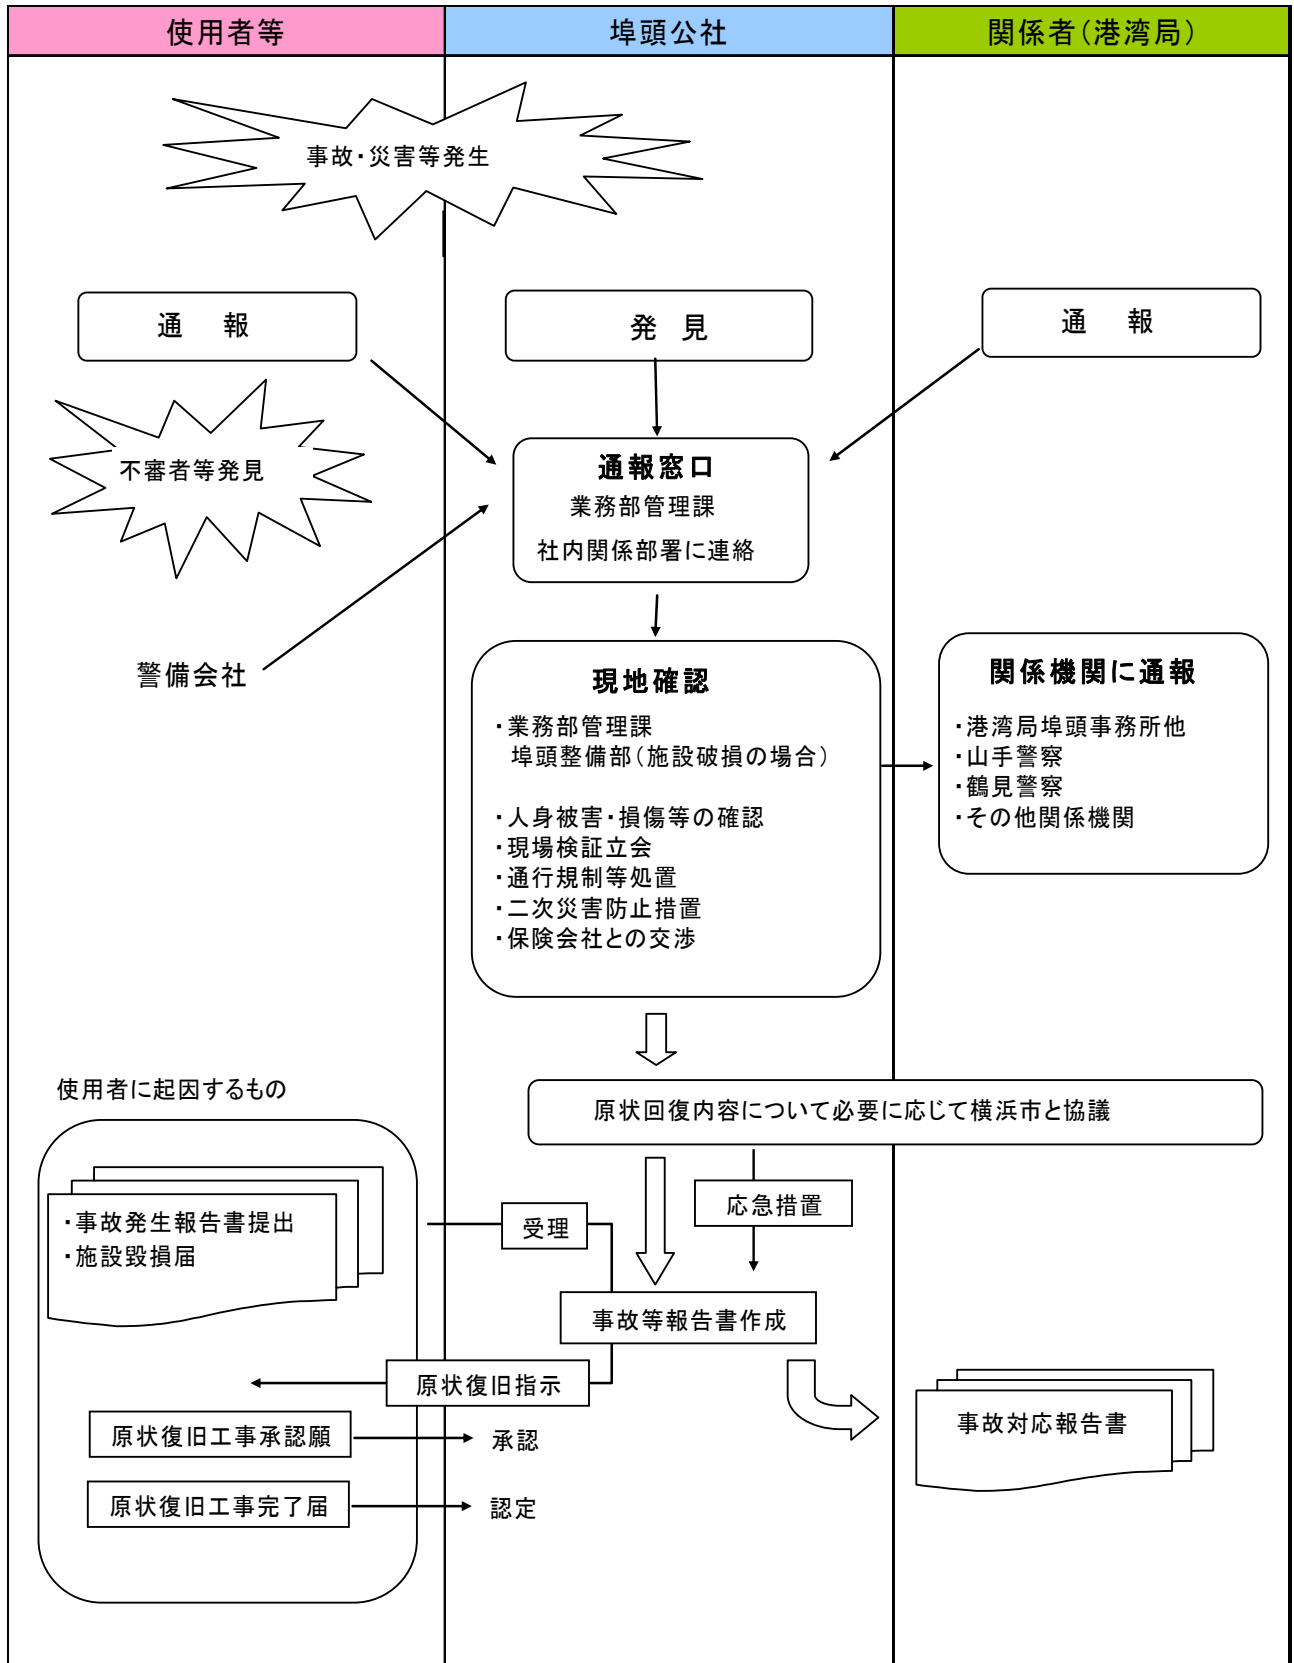 使用者等
埠頭公社
関係者(港湾局)
事故・災害等発生
通　報
発 見
通　報
不審者等発見
通報窓口
業務部管理課
社内関係部署に連絡
警備会社
現地確認
・業務部管理課
埠頭整備部(施設破損の場合)
・人身被害・損傷等の確認
・現場検証立会
・通行規制等処置
・二次災害防止措置
・保険会社との交渉
関係機関に通報
・港湾局埠頭事務所他
・山手警察
・鶴見警察
・その他関係機関
原状回復内容について必要に応じて横浜市と協議
使用者に起因するもの
・事故発生報告書提出
・施設毀損届
受理
応急措置
事故等報告書作成
原状復旧指示
原状復旧工事承認願
承認
原状復旧工事完了届
認定
事故対応報告書